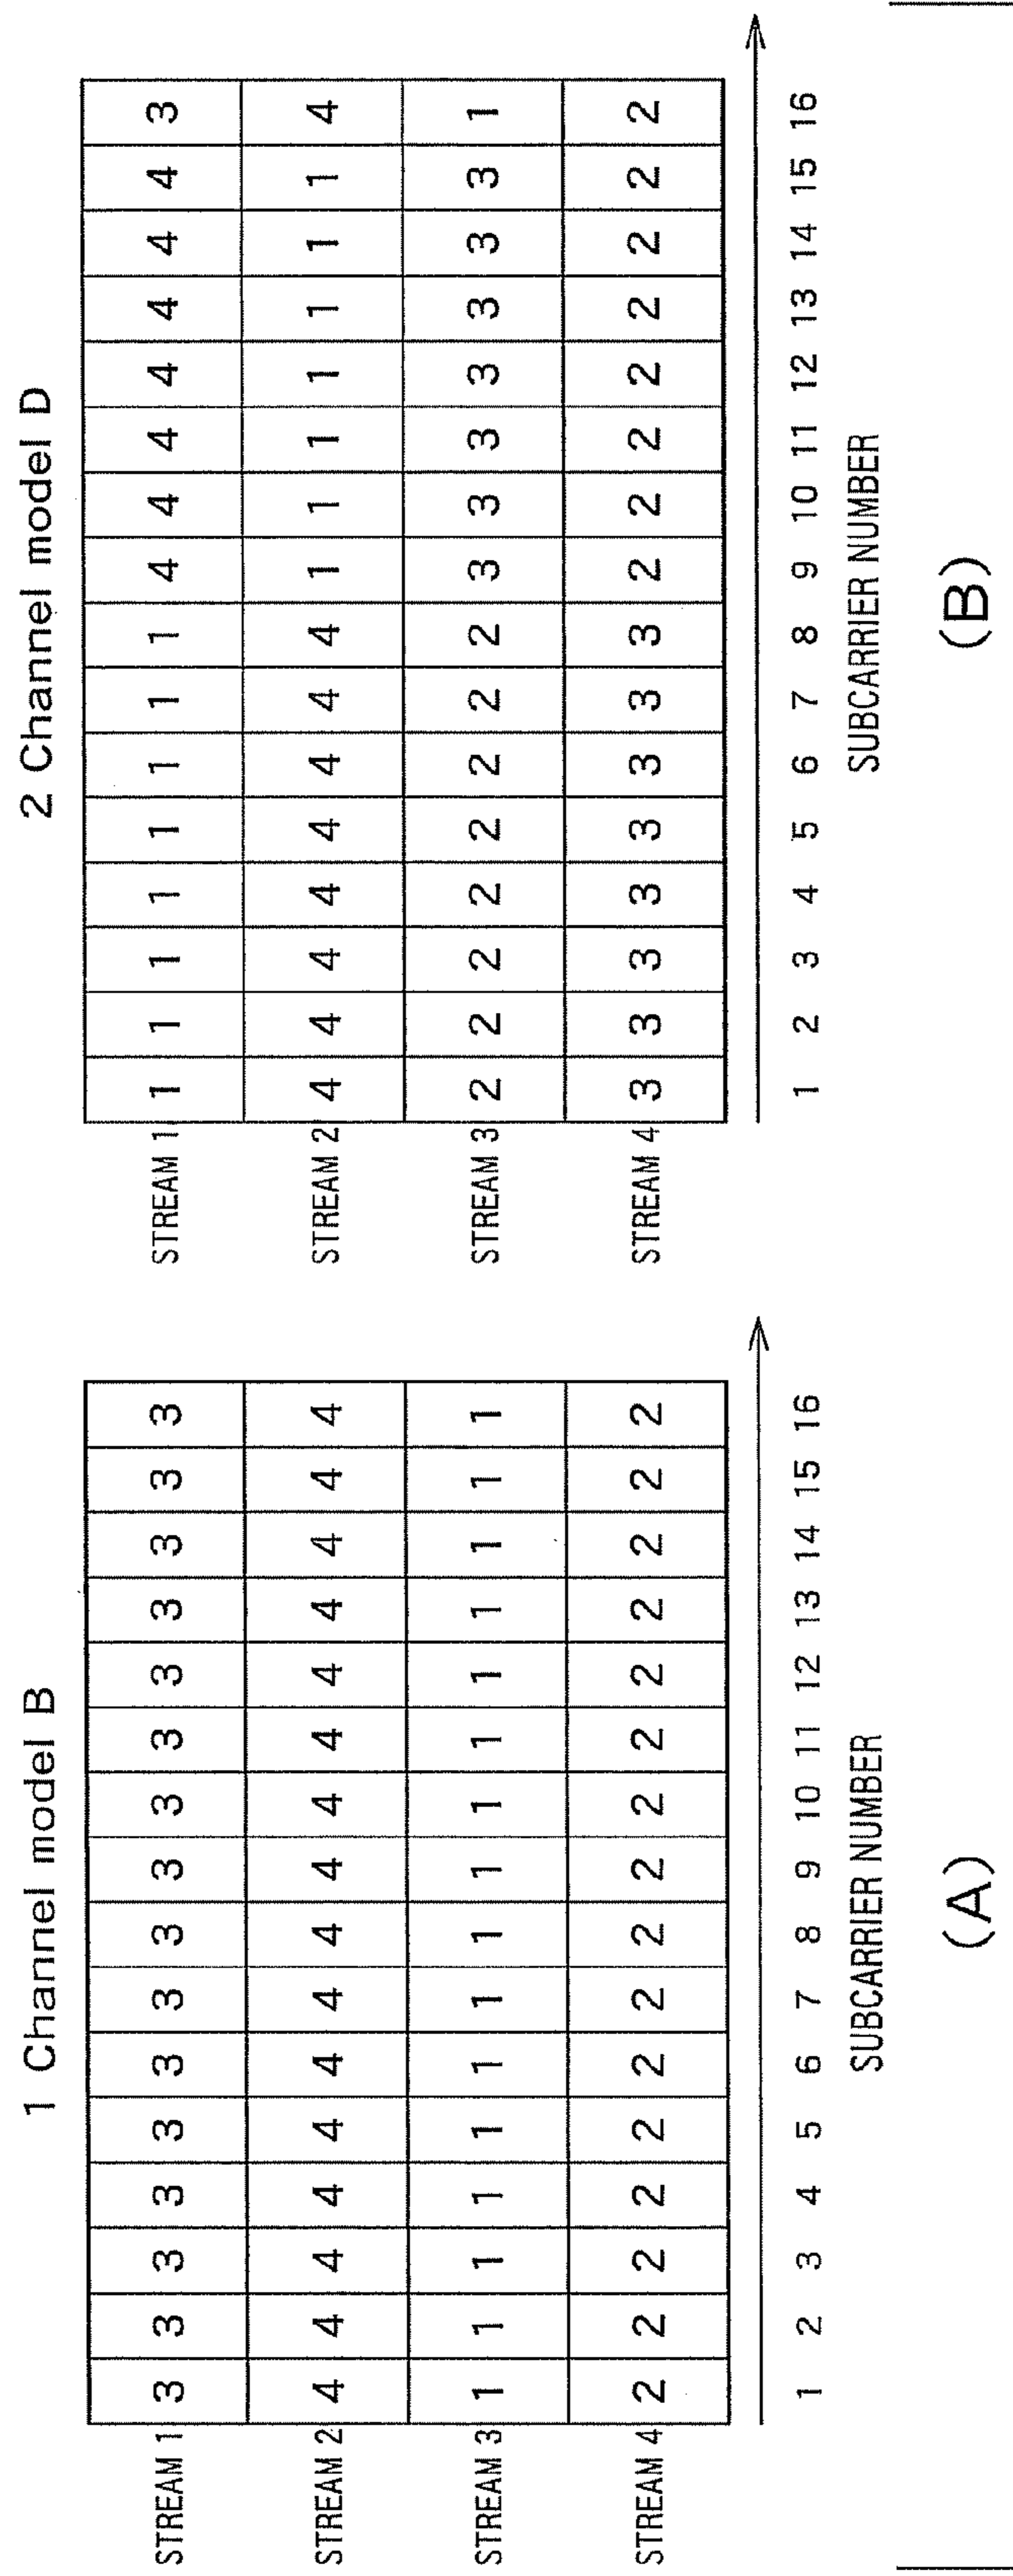 1 Channel model B
STREAM 1 3 3 3 3 3 3 3 3 3 3 3 3 3 3 3 3
STREAM 2 4 4 4 4 4 4 4 4 4 4 4 4 4 4 4 4
STREAM 3 1 1 1 1 1 1 1 1 1 1 1 1 1 1 1 1
STREAM 4 2 2 2 2 2 2 2 2 2 2 2 2 2 2 2 2
1 2 3 4 5 6 7 8 9 10 11 12 13 14 15 16
SUBCARRIER NUMBER
(A)
2 Channel model D
STREAM 1 1 1 1 1 1 1 1 1 4 4 4 4 4 4 4 3
STREAM 2 4 4 4 4 4 4 4 4 1 1 1 1 1 1 1 4
STREAM 3 2 2 2 2 2 2 2 2 3 3 3 3 3 3 3 1
STREAM 4 3 3 3 3 3 3 3 3 2 2 2 2 2 2 2 2
1 2 3 4 5 6 7 8 9 10 11 12 13 14 15 16
SUBCARRIER NUMBER
(B)